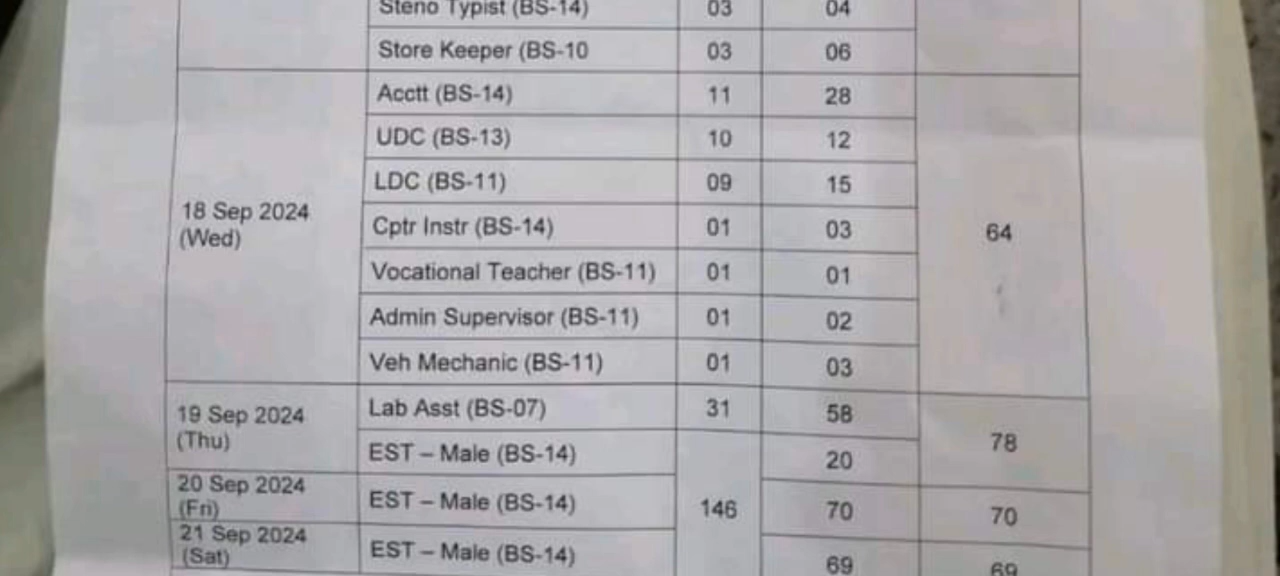 Steno Typist (BS-14) 03 04
Store Keeper (BS-10 03 06
Acctt (BS-14) 11 28
UDC (BS-13) 10 12
LDC (BS-11) 09 15
18 Sep 2024
(Wed)
Cptr Instr (BS-14) 01 03 64
Vocational Teacher (BS-11) 01 01
Admin Supervisor (BS-11) 01 02
Veh Mechanic (BS-11) 01 03
19 Sep 2024
(Thu)
Lab Asst (BS-07) 31 58
78
EST – Male (BS-14) 20
20 Sep 2024
(Fri)
EST – Male (BS-14) 146 70 70
21 Sep 2024
(Sat)
EST – Male (BS-14) 69 69